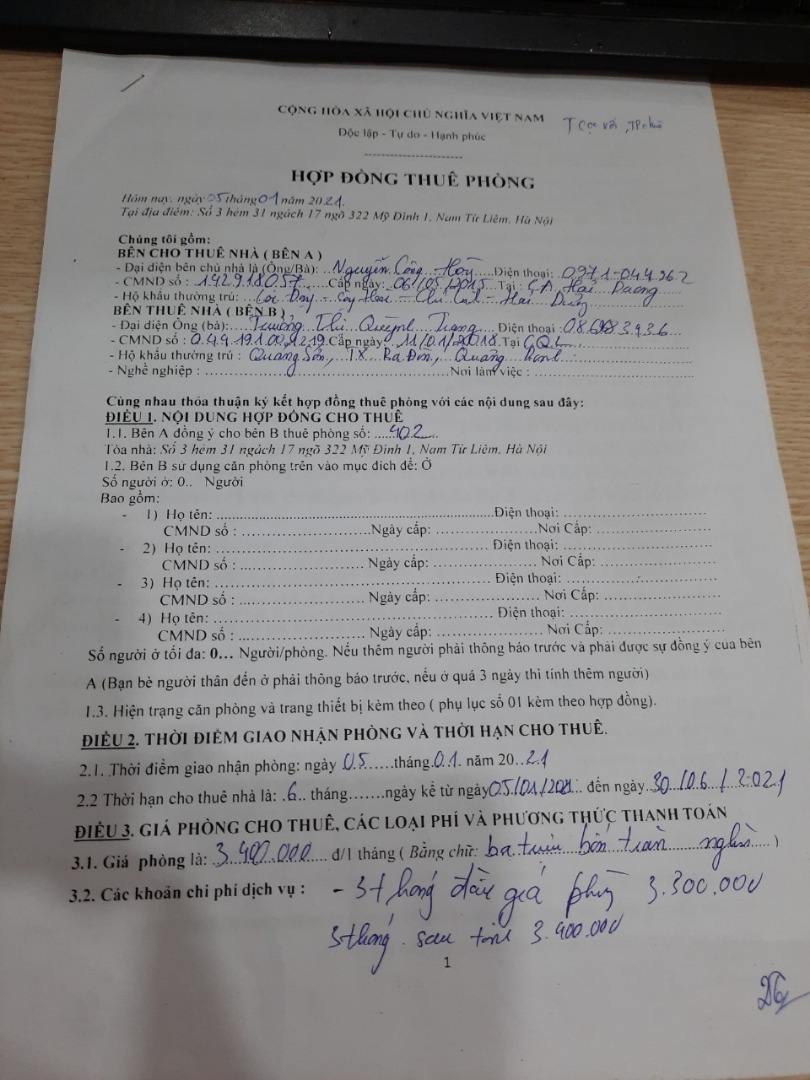 CỘNG HÒA XÃ HỘI CHỦ NGHĨA VIỆT NAM
Độc lập - Tự do - Hạnh phúc
HỢP ĐỒNG THUÊ PHÒNG
Hôm nay, ngày 05 tháng 01 năm 2021.
Tại địa điểm: Số 3 hẻm 31 ngách 17 ngõ 322 Mỹ Đình 1, Nam Từ Liêm, Hà Nội
Chúng tôi gồm:
BÊN CHO THUÊ NHÀ ( BÊN A )
- Đại diện bên chủ nhà là (Ông/Bà): Nguyễn Công Điện thoại: 0971-044.362
- CMND số : 142918057 Cấp ngày: 06/05/2015 Tại : CA Hải Dương
- Hộ khẩu thường trú: Hải Dương
BÊN THUÊ NHÀ ( BÊN B )
- Đại diện Ông (bà): Trương Thị Quỳnh Trang Điện thoại :
- CMND số : Cấp ngày : 11/01/2018 Tại
- Hộ khẩu thường trú : Quảng Sơn, TX Ba Đồn, Quảng Bình
- Nghề nghiệp : Nơi làm việc :
Cùng nhau thỏa thuận ký kết hợp đồng thuê phòng với các nội dung sau đây:
ĐIỀU 1. NỘI DUNG HỢP ĐỒNG CHO THUÊ
1.1. Bên A đồng ý cho bên B thuê phòng số: 402
Tòa nhà: Số 3 hẻm 31 ngách 17 ngõ 322 Mỹ Đình 1, Nam Từ Liêm, Hà Nội
1.2. Bên B sử dụng căn phòng trên vào mục đích để: Ở
Số người ở: 0.. Người
Bao gồm:
- 1) Họ tên: Điện thoại:
CMND số : Ngày cấp: Nơi Cấp:
- 2) Họ tên: Điện thoại:
CMND số : Ngày cấp: Nơi Cấp:
- 3) Họ tên: Điện thoại:
CMND số : Ngày cấp: Nơi Cấp:
- 4) Họ tên: Điện thoại:
CMND số : Ngày cấp: Nơi Cấp:
Số người ở tối đa: 0... Người/phòng. Nếu thêm người phải thông báo trước và phải được sự đồng ý của bên
A (Bạn bè người thân đến ở phải thông báo trước, nếu ở quá 3 ngày thì tính thêm người)
1.3. Hiện trạng căn phòng và trang thiết bị kèm theo ( phụ lục số 01 kèm theo hợp đồng).
ĐIỀU 2. THỜI ĐIỂM GIAO NHẬN PHÒNG VÀ THỜI HẠN CHO THUÊ.
2.1. Thời điểm giao nhận phòng: ngày 05 tháng 01 năm 2021
2.2 Thời hạn cho thuê nhà là: 6 tháng.......ngày kể từ ngày 05/01/2021 đến ngày 30/06/2021
ĐIỀU 3. GIÁ PHÒNG CHO THUÊ, CÁC LOẠI PHÍ VÀ PHƯƠNG THỨC THANH TOÁN
3.1. Giá phòng là: 3.400.000 đ/1 tháng ( Bằng chữ: ba triệu bốn trăm nghìn )
3.2. Các khoản chi phí dịch vụ : - 3 tháng đầu giá phòng 3.300.000
3 tháng sau tính 3.400.000
1